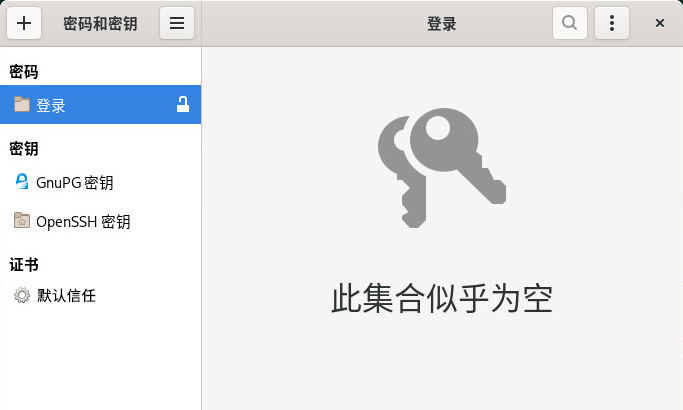 密码和密钥
登录
密码
登录
密钥
GnuPG 密钥
OpenSSH 密钥
证书
默认信任
此集合似乎为空